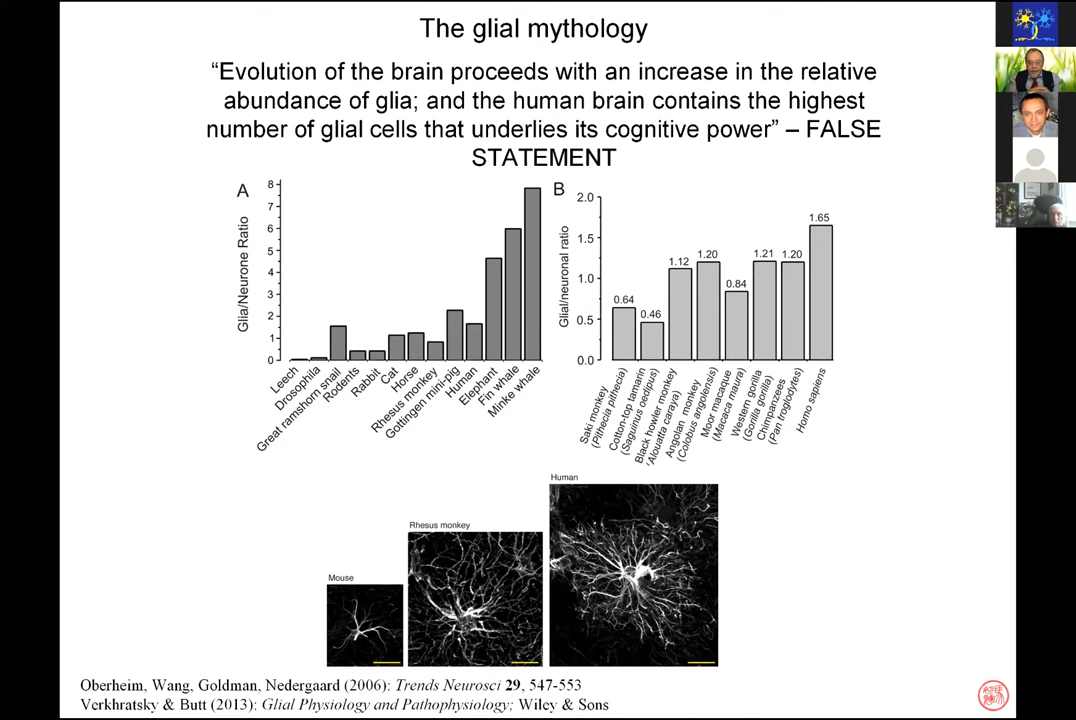 The glial mythology
“Evolution of the brain proceeds with an increase in the relative
abundance of glia; and the human brain contains the highest
number of glial cells that underlies its cognitive power” – FALSE
STATEMENT
A
Glia/Neurone Ratio
8
7
6
5
4
3
2
1
0
Leech
Drosophila
Great ramshorn snail
Rodents
Rabbit
Cat
Horse
Rhesus monkey
Gottingen mini-pig
Human
Elephant
Fin whale
Minke whale
B
Glial/neuronal ratio
2.0
1.5
1.0
0.5
0.0
0.64
0.46
1.12
1.20
0.84
1.21
1.20
1.65
Saki monkey
(Pithecia pithecia)
Cotton-top tamarin
(Saguinus oedipus)
Black howler monkey
(Alouatta caraya)
Angolan monkey
(Colobus angolensis)
Moor macaque
(Macaca maura)
Western gorilla
(Gorilla gorilla)
Chimpanzees
(Pan troglodytes)
Homo sapiens
Mouse
Rhesus monkey
Human
Oberheim, Wang, Goldman, Nedergaard (2006): Trends Neurosci 29, 547-553
Verkhratsky & Butt (2013): Glial Physiology and Pathophysiology; Wiley & Sons